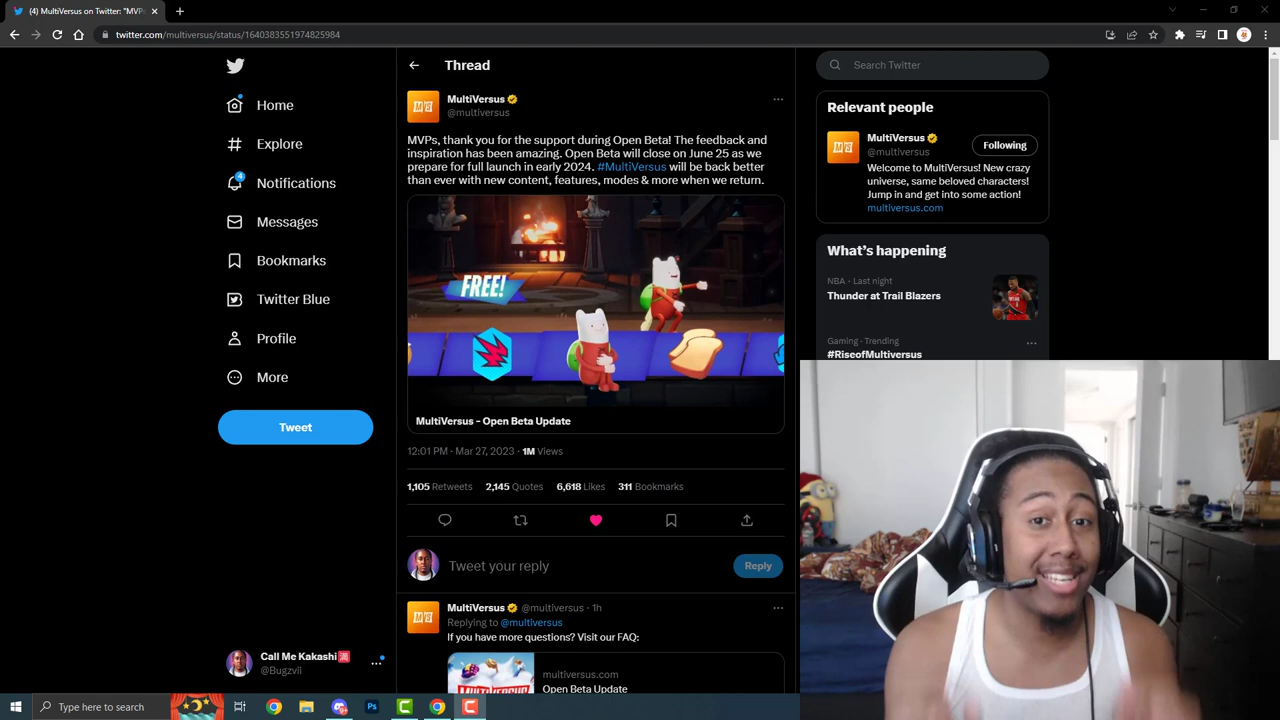 (4) MultiVersus on Twitter: "MVPs
twitter.com/multiversus/status/1640383551974825984
Home
Explore
4
Notifications
Messages
Bookmarks
Twitter Blue
Profile
More
Tweet
Call Me Kakashi
@Bugzvii
Thread
MultiVersus
@multiversus
MVPs, thank you for the support during Open Beta! The feedback and
inspiration has been amazing. Open Beta will close on June 25 as we
prepare for full launch in early 2024. #MultiVersus will be back better
than ever with new content, features, modes & more when we return.
FREE!
MultiVersus - Open Beta Update
12:01 PM · Mar 27, 2023 · 1M Views
1,105 Retweets 2,145 Quotes 6,618 Likes 311 Bookmarks
Tweet your reply
Reply
MultiVersus @multiversus · 1h
Replying to @multiversus
If you have more questions? Visit our FAQ:
MULTIVERSUS
multiversus.com
Open Beta Update
Search Twitter
Relevant people
MultiVersus
@multiversus
Following
Welcome to MultiVersus! New crazy
universe, same beloved characters!
Jump in and get into some action!
multiversus.com
What's happening
NBA · Last night
Thunder at Trail Blazers
Gaming · Trending
#RiseofMultiversus
Type here to search